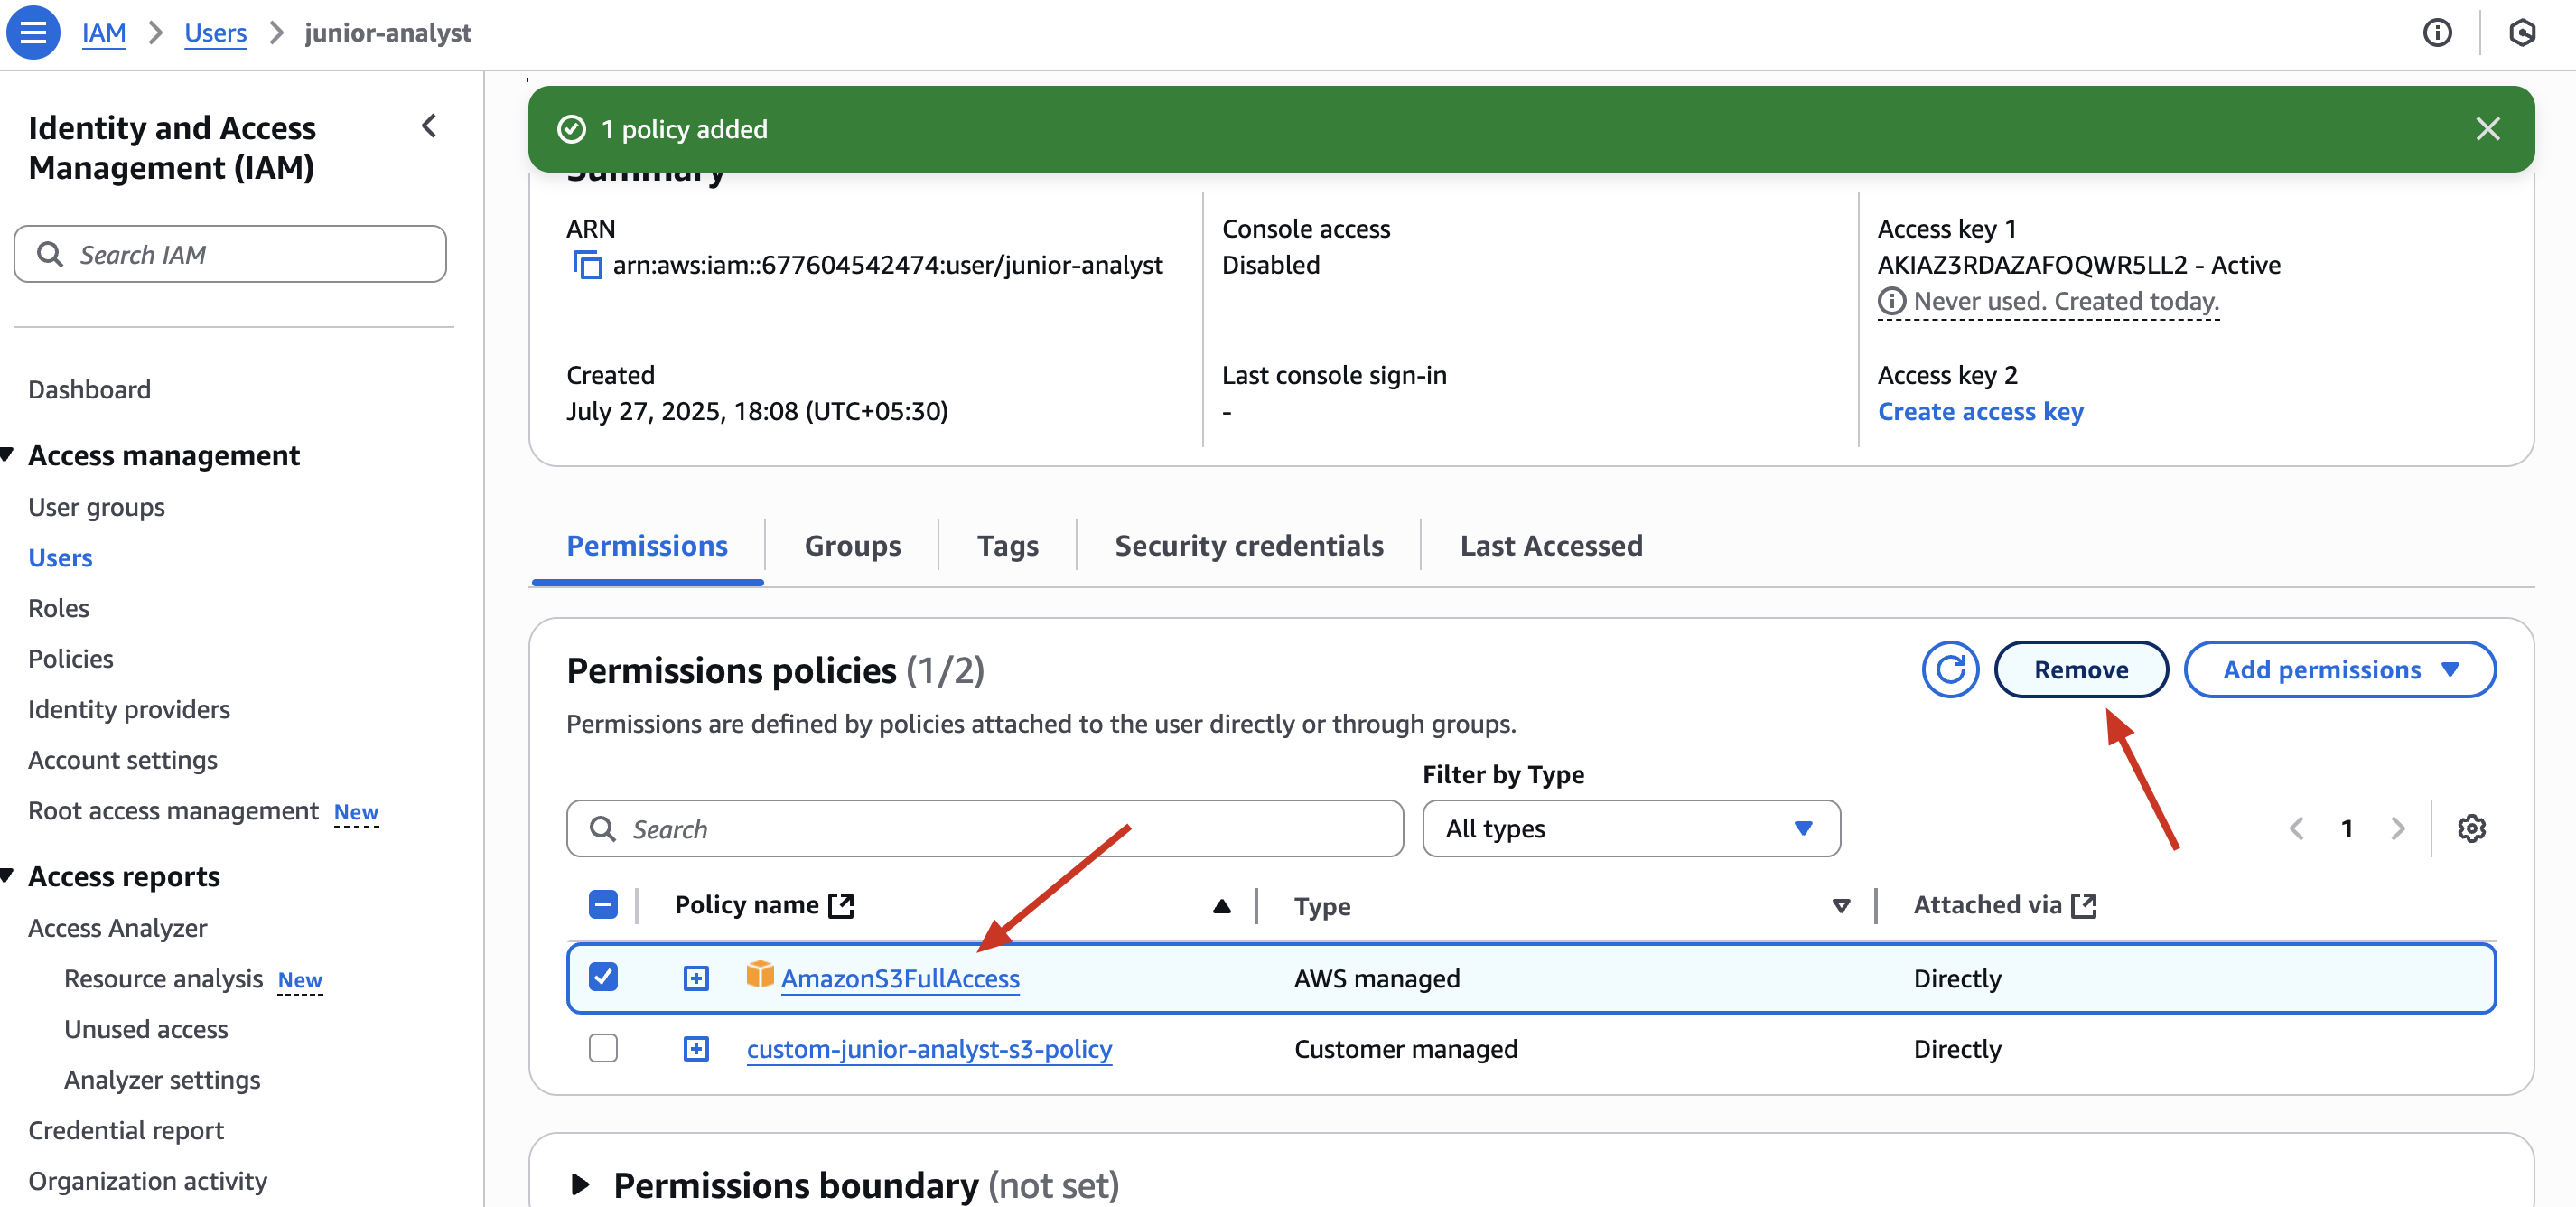 IAM > Users > junior-analyst
Identity and Access
Management (IAM)
Search IAM
Dashboard
Access management
User groups
Users
Roles
Policies
Identity providers
Account settings
Root access management New
Access reports
Access Analyzer
Resource analysis New
Unused access
Analyzer settings
Credential report
Organization activity
1 policy added
Summary
ARN
arn:aws:iam::677604542474:user/junior-analyst
Created
July 27, 2025, 18:08 (UTC+05:30)
Console access
Disabled
Last console sign-in
-
Access key 1
AKIAZ3RDAZAFOQWR5LL2 - Active
Never used. Created today.
Access key 2
Create access key
Permissions
Groups
Tags
Security credentials
Last Accessed
Permissions policies (1/2)
Remove
Add permissions
Permissions are defined by policies attached to the user directly or through groups.
Filter by Type
Search
All types
1
Policy name
Type
Attached via
AmazonS3FullAccess
AWS managed
Directly
custom-junior-analyst-s3-policy
Customer managed
Directly
Permissions boundary (not set)